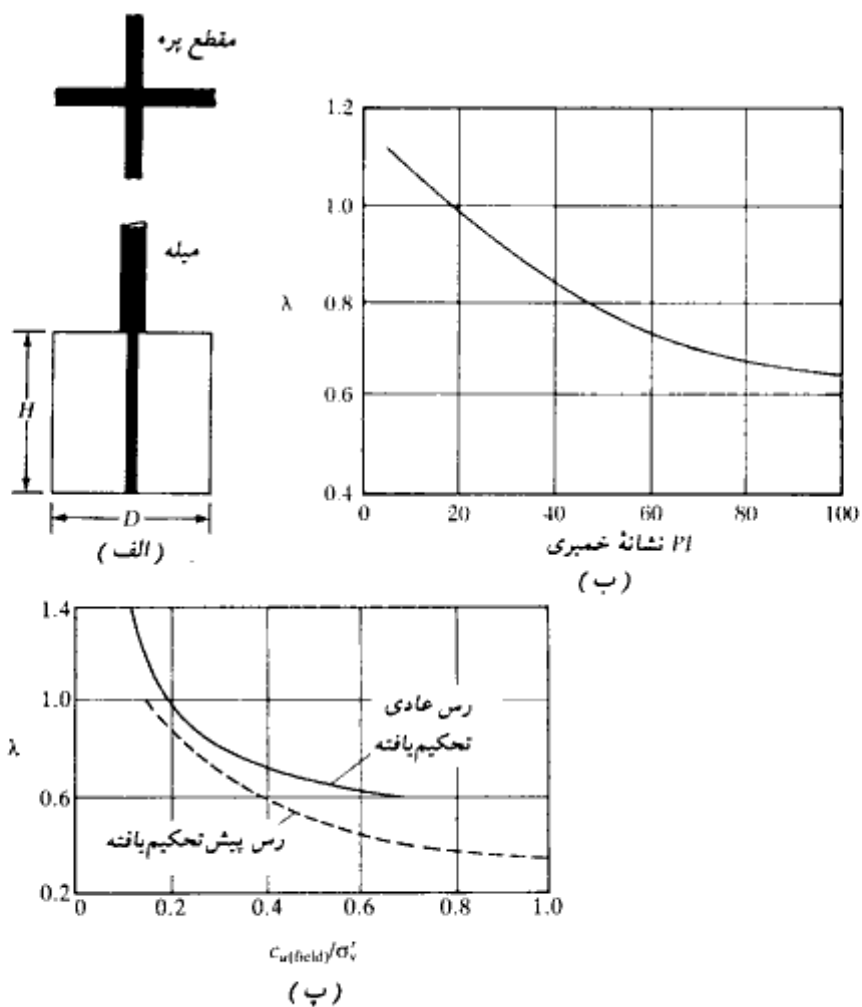 مقطع پره
میله
H
D
(الف)
1.2
1.0
0.8
0.6
0.4
λ
0
20
40
60
80
100
PI نشانهٔ خمیری
(ب)
1.4
1.0
0.6
0.2
λ
رس عادی
تحکیم‌یافته
رس پیش‌تحکیم‌یافته
0
0.2
0.4
0.6
0.8
1.0
cu(field)/σ′v
(پ)